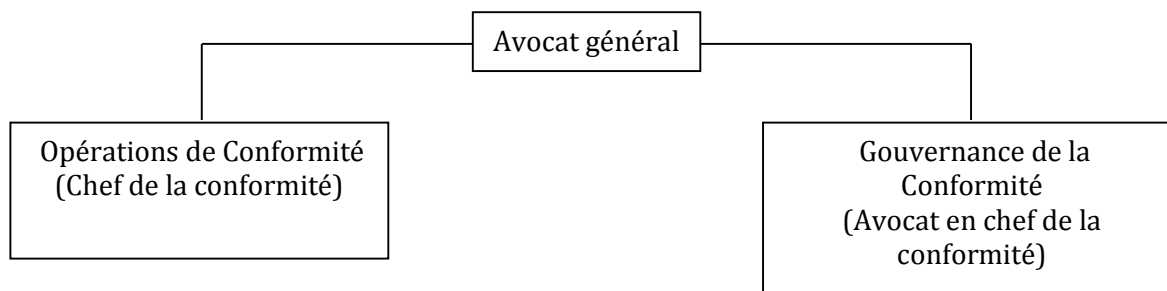 Avocat général
Opérations de Conformité
(Chef de la conformité)
Gouvernance de la
Conformité
(Avocat en chef de la
conformité)